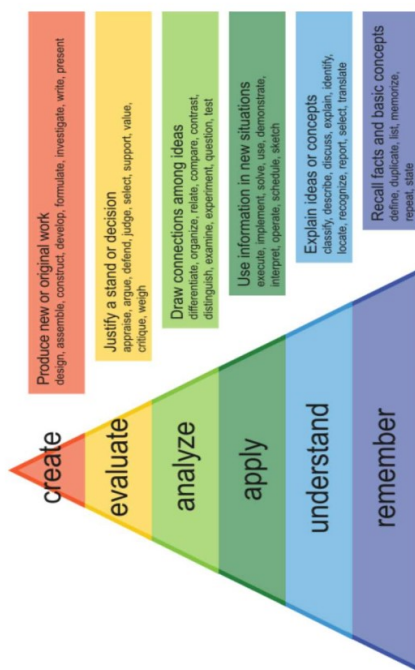 create
Produce new or original work
design, assemble, construct, develop, formulate, investigate, write, present
evaluate
Justify a stand or decision
appraise, argue, defend, judge, select, support, value,
critique, weigh
analyze
Draw connections among ideas
differentiate, organize, relate, compare, contrast,
distinguish, examine, experiment, question, test
apply
Use information in new situations
execute, implement, solve, use, demonstrate,
interpret, operate, schedule, sketch
understand
Explain ideas or concepts
classify, describe, discuss, explain, identify,
locate, recognize, report, select, translate
remember
Recall facts and basic concepts
define, duplicate, list, memorize,
repeat, state